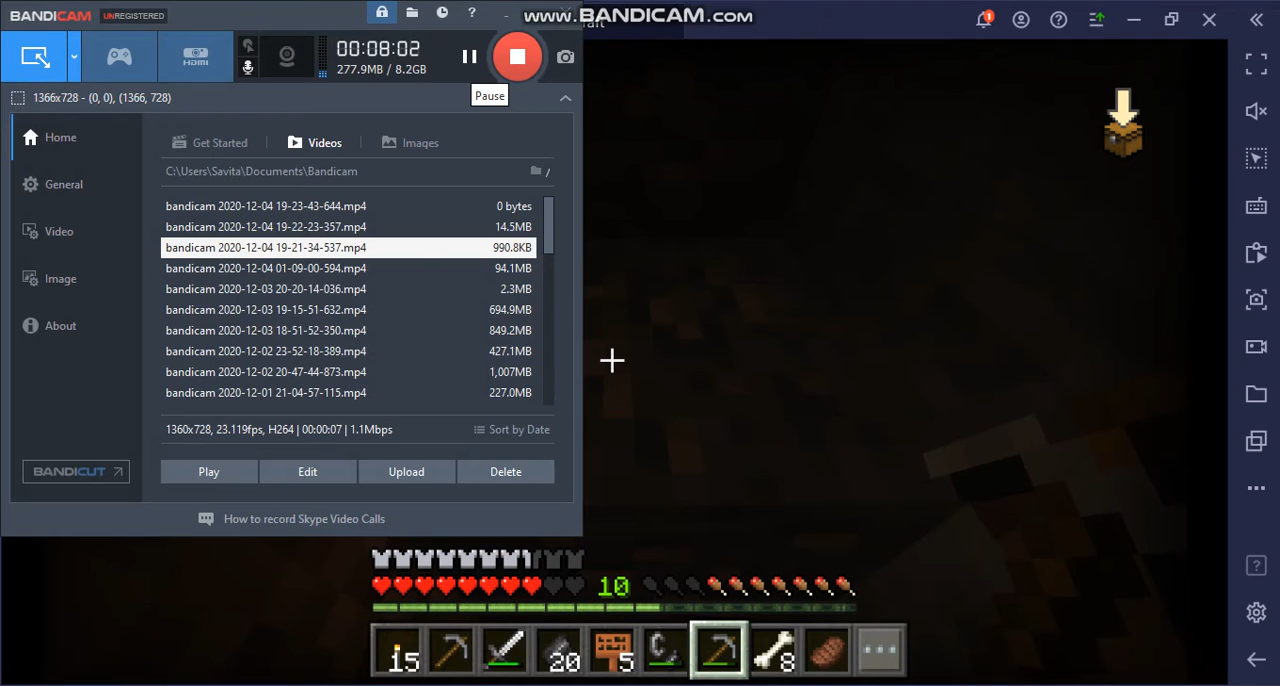 BANDICAM UNREGISTERED
www.BANDICAM.com
1
HDMI
00:08:02
277.9MB / 8.2GB
Pause
1366x728 - (0, 0), (1366, 728)
Home
General
Video
Image
About
BANDICUT
Get Started
Videos
Images
C:\Users\Savita\Documents\Bandicam
/
bandicam 2020-12-04 19-23-43-644.mp4 0 bytes
bandicam 2020-12-04 19-22-23-357.mp4 14.5MB
bandicam 2020-12-04 19-21-34-537.mp4 990.8KB
bandicam 2020-12-04 01-09-00-594.mp4 94.1MB
bandicam 2020-12-03 20-20-14-036.mp4 2.3MB
bandicam 2020-12-03 19-15-51-632.mp4 694.9MB
bandicam 2020-12-03 18-51-52-350.mp4 849.2MB
bandicam 2020-12-02 23-52-18-389.mp4 427.1MB
bandicam 2020-12-02 20-47-44-873.mp4 1,007MB
bandicam 2020-12-01 21-04-57-115.mp4 227.0MB
1360x728, 23.119fps, H264 | 00:00:07 | 1.1Mbps
Sort by Date
Play Edit Upload Delete
How to record Skype Video Calls
10
15 20 5 8